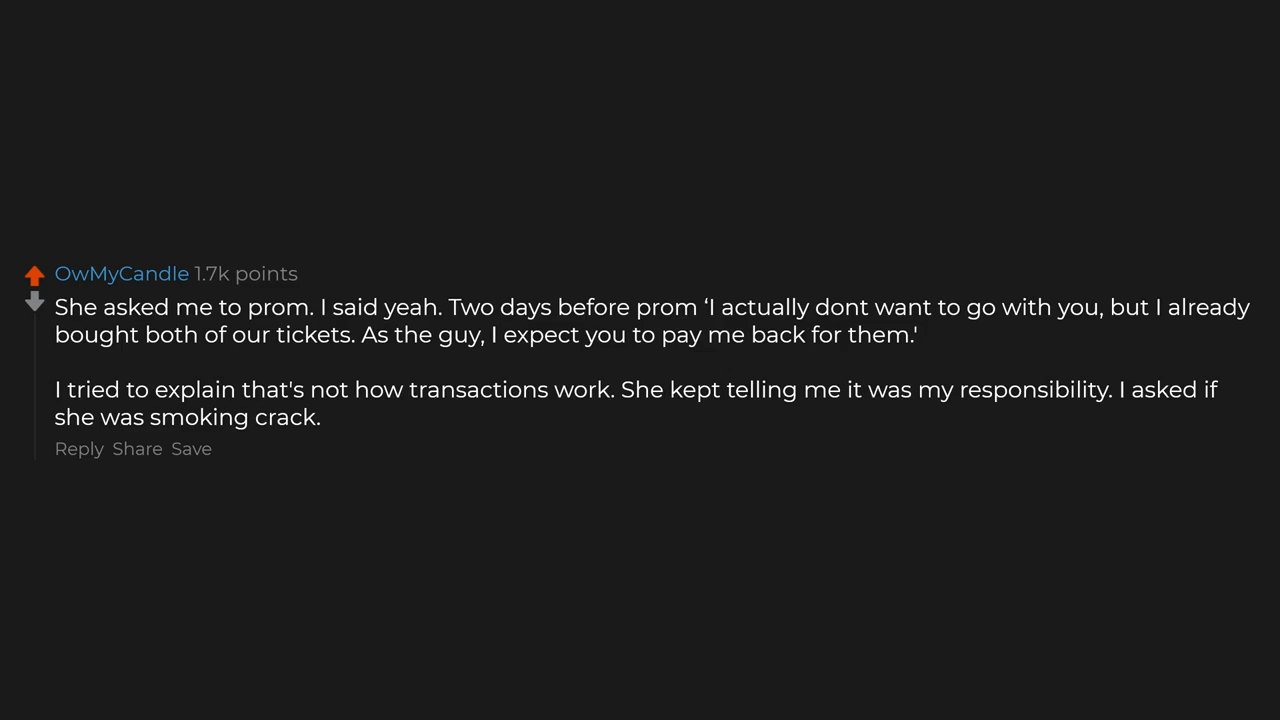 OwMyCandle 1.7k points
She asked me to prom. I said yeah. Two days before prom ‘I actually dont want to go with you, but I already
bought both of our tickets. As the guy, I expect you to pay me back for them.'
I tried to explain that's not how transactions work. She kept telling me it was my responsibility. I asked if
she was smoking crack.
Reply Share Save